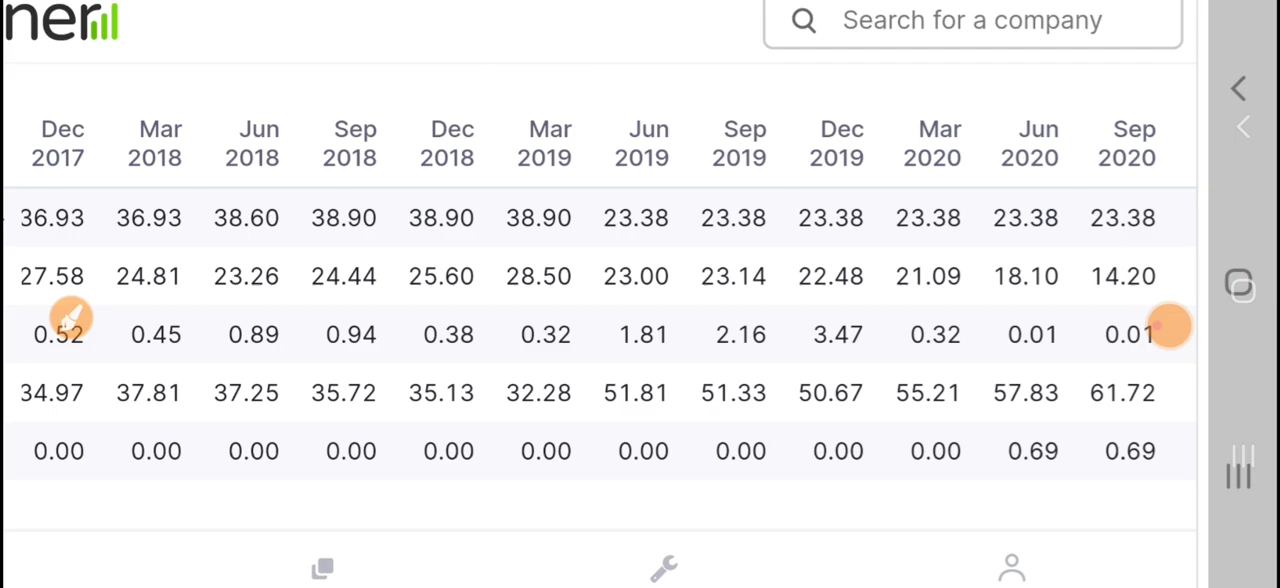 ner
Search for a company
Dec Mar Jun Sep Dec Mar Jun Sep Dec Mar Jun Sep
2017 2018 2018 2018 2018 2019 2019 2019 2019 2020 2020 2020
36.93 36.93 38.60 38.90 38.90 38.90 23.38 23.38 23.38 23.38 23.38 23.38
27.58 24.81 23.26 24.44 25.60 28.50 23.00 23.14 22.48 21.09 18.10 14.20
0.52 0.45 0.89 0.94 0.38 0.32 1.81 2.16 3.47 0.32 0.01 0.01
34.97 37.81 37.25 35.72 35.13 32.28 51.81 51.33 50.67 55.21 57.83 61.72
0.00 0.00 0.00 0.00 0.00 0.00 0.00 0.00 0.00 0.00 0.69 0.69